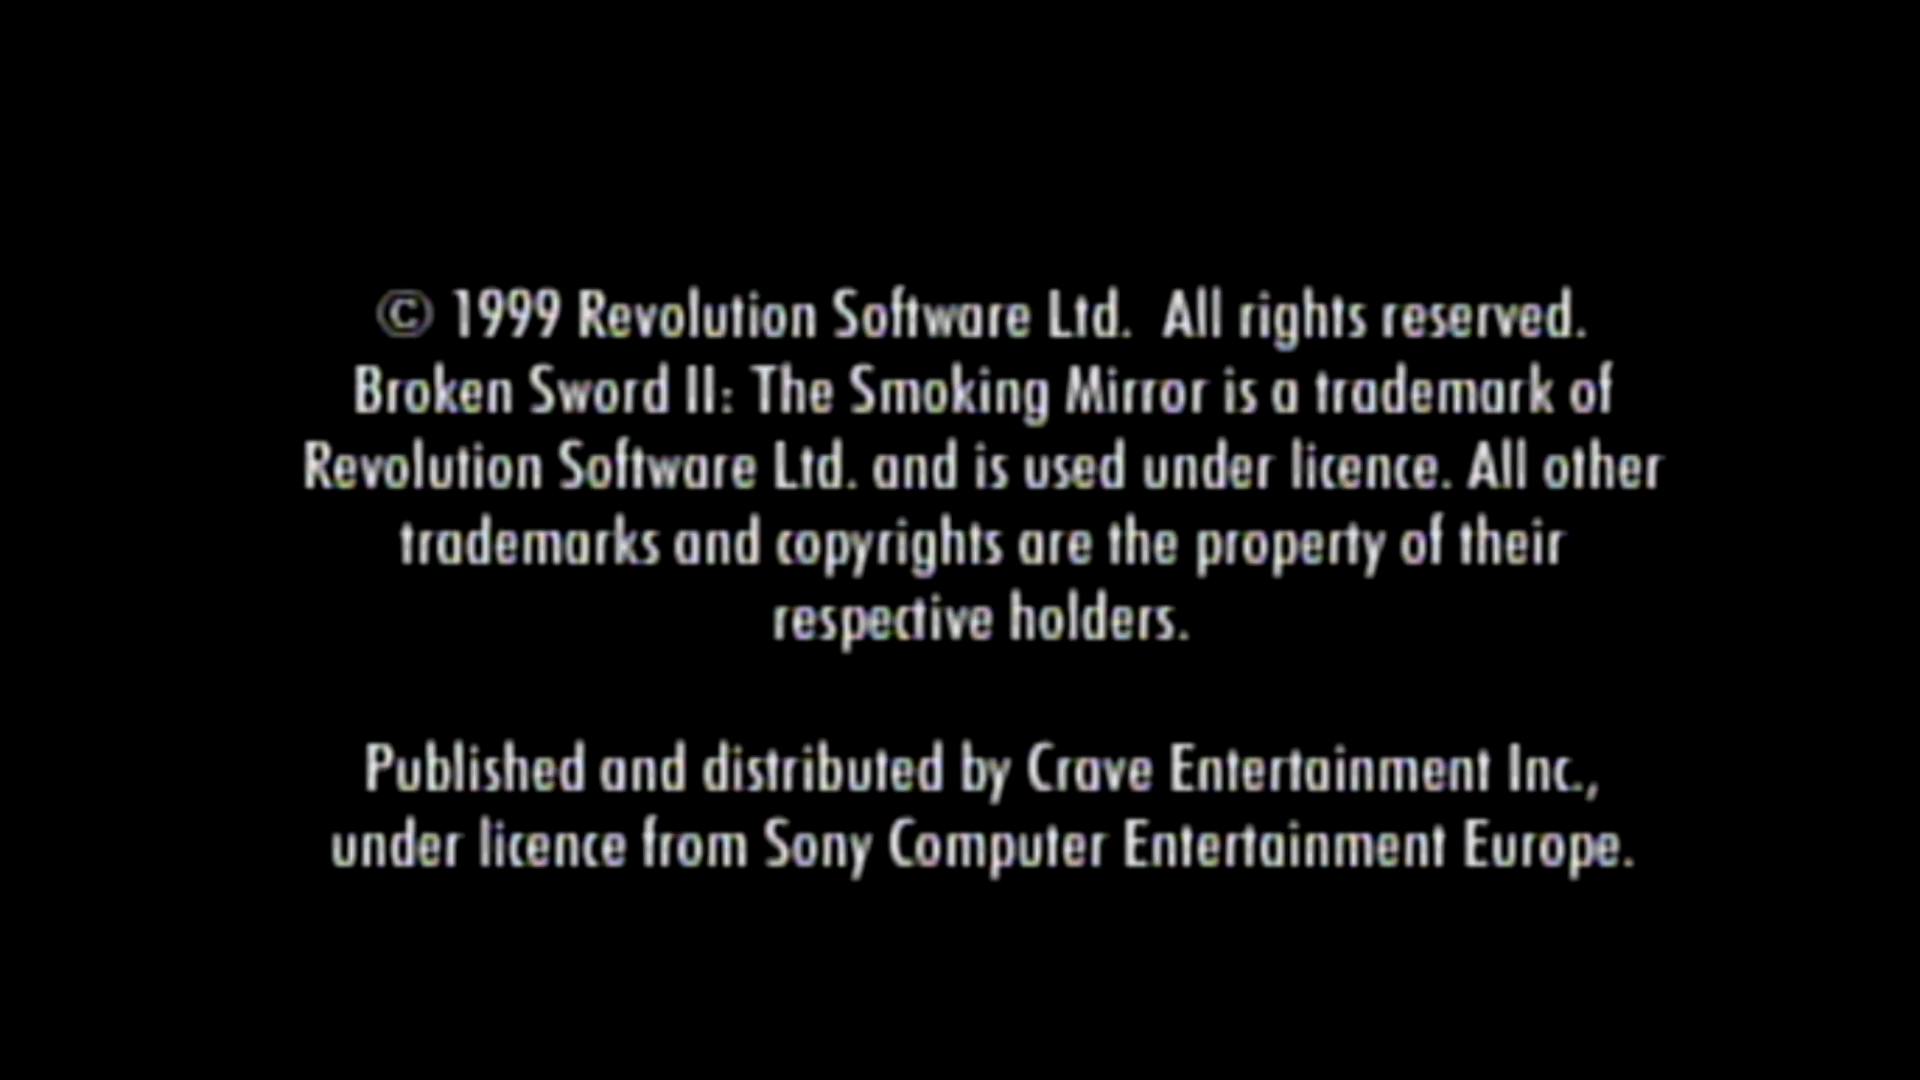 © 1999 Revolution Software Ltd.  All rights reserved.
Broken Sword II: The Smoking Mirror is a trademark of
Revolution Software Ltd. and is used under licence. All other
trademarks and copyrights are the property of their
respective holders.
Published and distributed by Crave Entertainment Inc.,
under licence from Sony Computer Entertainment Europe.